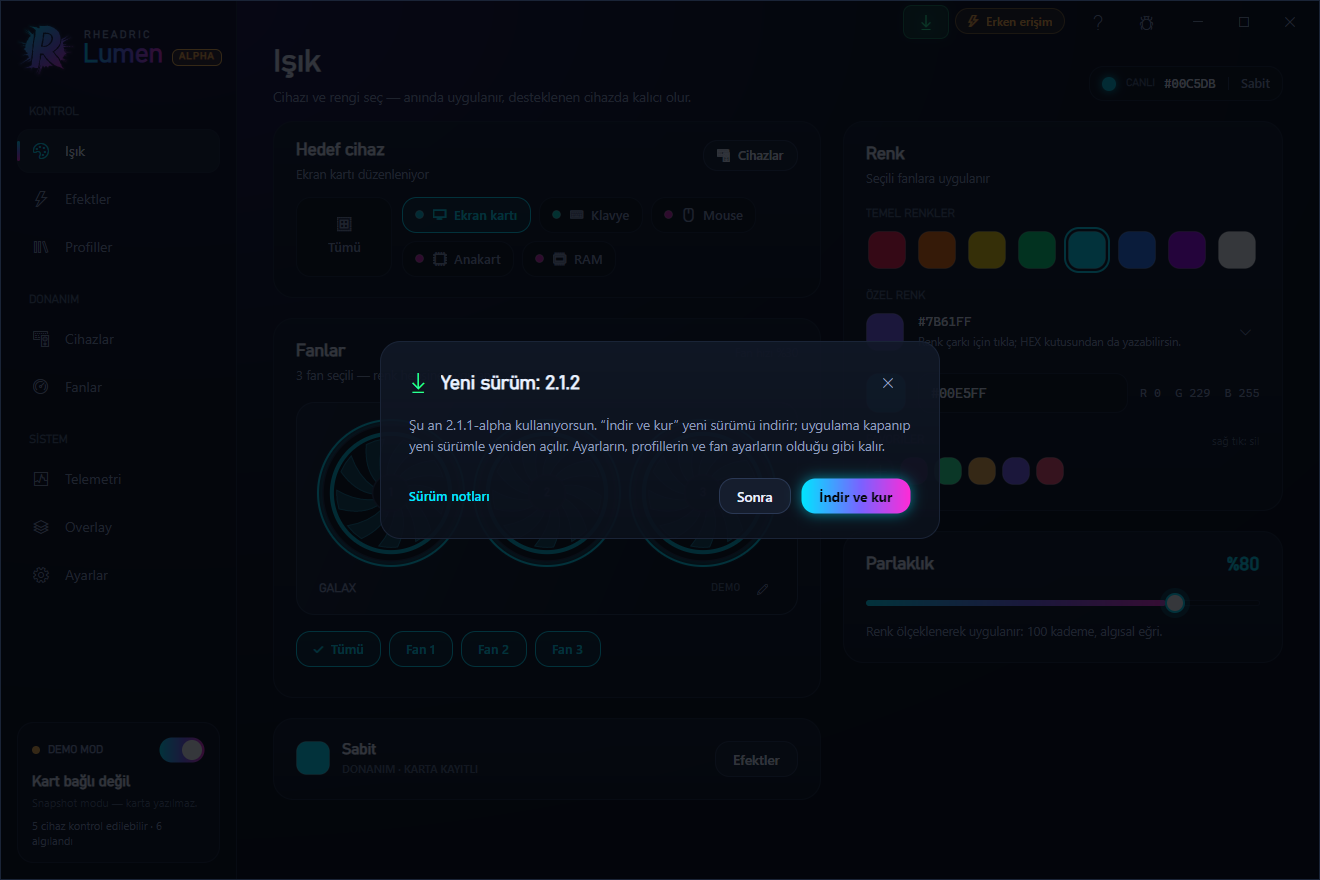 RHEADRIC
Lumen
ALPHA
Erken erişim
KONTROL
Işık
Efektler
Profiller
DONANIM
Cihazlar
Fanlar
SİSTEM
Telemetri
Overlay
Ayarlar
DEMO MOD
Kart bağlı değil
Snapshot modu — karta yazılmaz.
5 cihaz kontrol edilebilir · 6
algılandı
Işık
Cihazı ve rengi seç — anında uygulanır, desteklenen cihazda kalıcı olur.
CANLI #00C5DB Sabit
Hedef cihaz
Ekran kartı düzenleniyor
Cihazlar
Tümü
Ekran kartı
Klavye
Mouse
Anakart
RAM
Fanlar
3 fan seçili —
GALAX
DEMO
Tümü
Fan 1
Fan 2
Fan 3
Sabit
DONANIM · KARTA KAYITLI
Efektler
Renk
Seçili fanlara uygulanır
TEMEL RENKLER
ÖZEL RENK
#7B61FF
Renk çarkı için tıkla; HEX kutusundan da yazabilirsin.
00E5FF
R 0 G 229 B 255
sağ tık: sil
Parlaklık
%80
Renk ölçeklenerek uygulanır: 100 kademe, algısal eğri.
Yeni sürüm: 2.1.2
Şu an 2.1.1-alpha kullanıyorsun. “İndir ve kur” yeni sürümü indirir; uygulama kapanıp
yeni sürümle yeniden açılır. Ayarların, profillerin ve fan ayarların olduğu gibi kalır.
Sürüm notları
Sonra
İndir ve kur